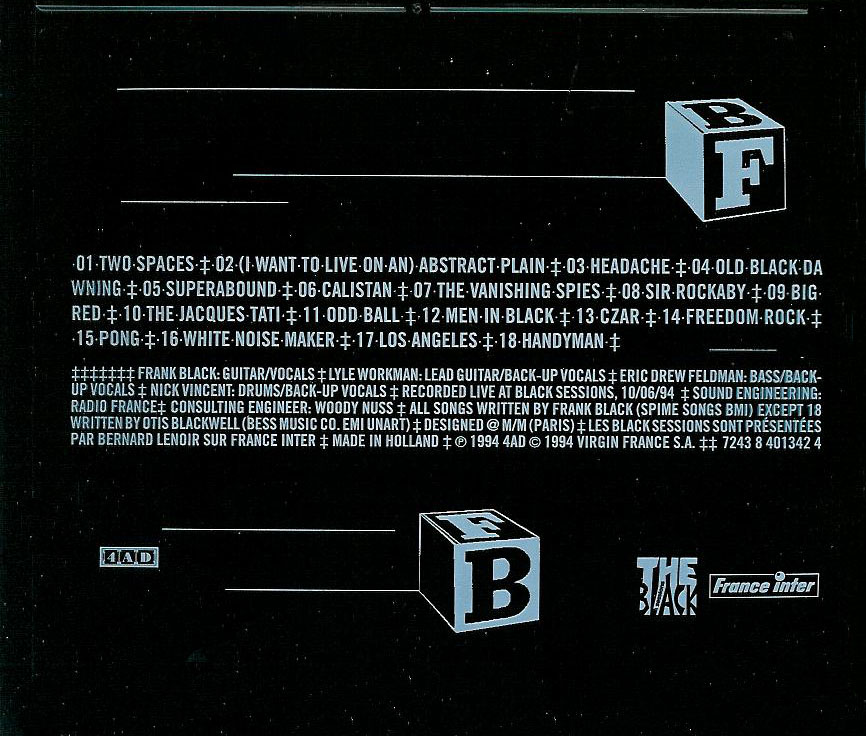 B
F
·01·TWO·SPACES·‡·02·(I·WANT·TO·LIVE·ON·AN)·ABSTRACT·PLAIN·‡·03·HEADACHE·‡·04·OLD·BLACK·DA
WNING·‡·05·SUPERABOUND·‡·06·CALISTAN·‡·07·THE·VANISHING·SPIES·‡·08·SIR·ROCKABY·‡·09·BIG·
RED·‡·10·THE·JACQUES·TATI·‡·11·ODD·BALL·‡·12·MEN·IN·BLACK·‡·13·CZAR·‡·14·FREEDOM·ROCK·‡
·15·PONG·‡·16·WHITE·NOISE·MAKER·‡·17·LOS·ANGELES·‡·18·HANDYMAN·‡
‡‡‡‡‡‡‡ FRANK BLACK: GUITAR/VOCALS ‡ LYLE WORKMAN: LEAD GUITAR/BACK-UP VOCALS ‡ ERIC DREW FELDMAN: BASS/BACK-
UP VOCALS ‡ NICK VINCENT: DRUMS/BACK-UP VOCALS ‡ RECORDED LIVE AT BLACK SESSIONS, 10/06/94 ‡ SOUND ENGINEERING:
RADIO FRANCE‡ CONSULTING ENGINEER: WOODY NUSS ‡ ALL SONGS WRITTEN BY FRANK BLACK (SPIME SONGS BMI) EXCEPT 18
WRITTEN BY OTIS BLACKWELL (BESS MUSIC CO. EMI UNART) ‡ DESIGNED @ M/M (PARIS) ‡ LES BLACK SESSIONS SONT PRÉSENTÉES
PAR BERNARD LENOIR SUR FRANCE INTER ‡ MADE IN HOLLAND ‡ ℗ 1994 4AD © 1994 VIRGIN FRANCE S.A. ‡‡ 7243 8 401342 4
F
B
4AD
THE
BLACK
France inter